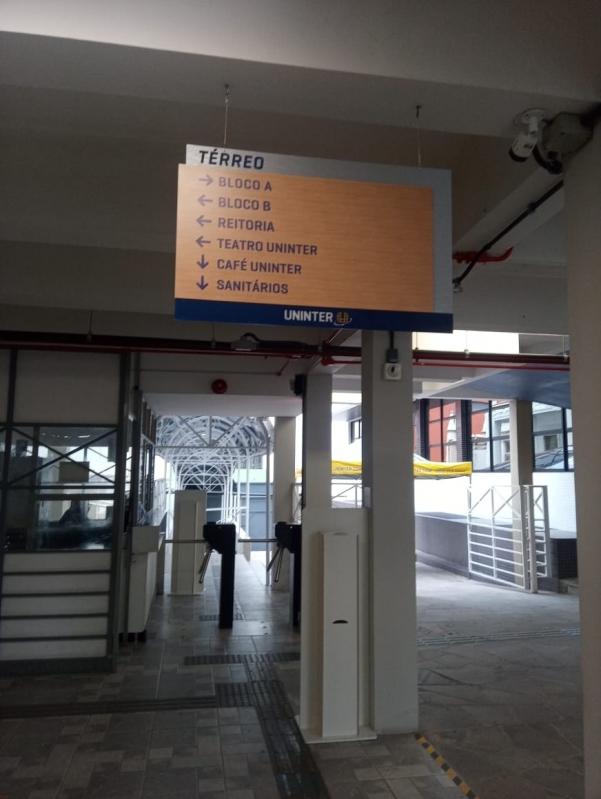 TÉRREO
→ BLOCO A
← BLOCO B
← REITORIA
← TEATRO UNINTER
↓ CAFÉ UNINTER
↓ SANITÁRIOS
UNINTER